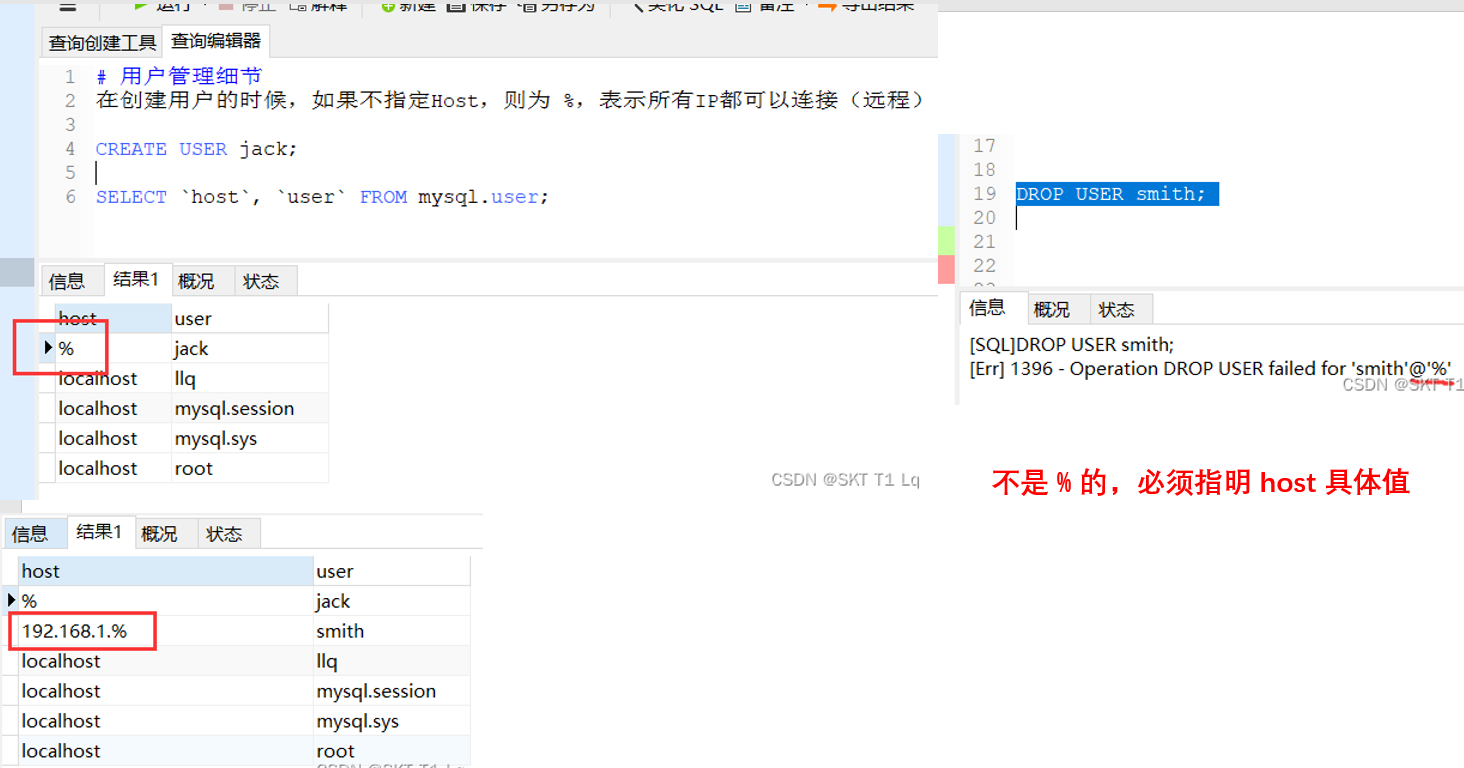 运行 停止 解释 新建 保存 另存为 美化 SQL 备注 导出结果
查询创建工具 查询编辑器
1 # 用户管理细节
2 在创建用户的时候，如果不指定Host，则为 %，表示所有IP都可以连接（远程）
3
4 CREATE USER jack;
5
6 SELECT `host`, `user` FROM mysql.user;
信息 结果1 概况 状态
host user
% jack
localhost llq
localhost mysql.session
localhost mysql.sys
localhost root
CSDN @SKT T1 Lq
17
18
19 DROP USER smith;
20
21
22
信息 概况 状态
[SQL]DROP USER smith;
[Err] 1396 - Operation DROP USER failed for 'smith'@'%'
CSDN @SKT T1
不是 % 的，必须指明 host 具体值
信息 结果1 概况 状态
host user
% jack
192.168.1.% smith
localhost llq
localhost mysql.session
localhost mysql.sys
localhost root